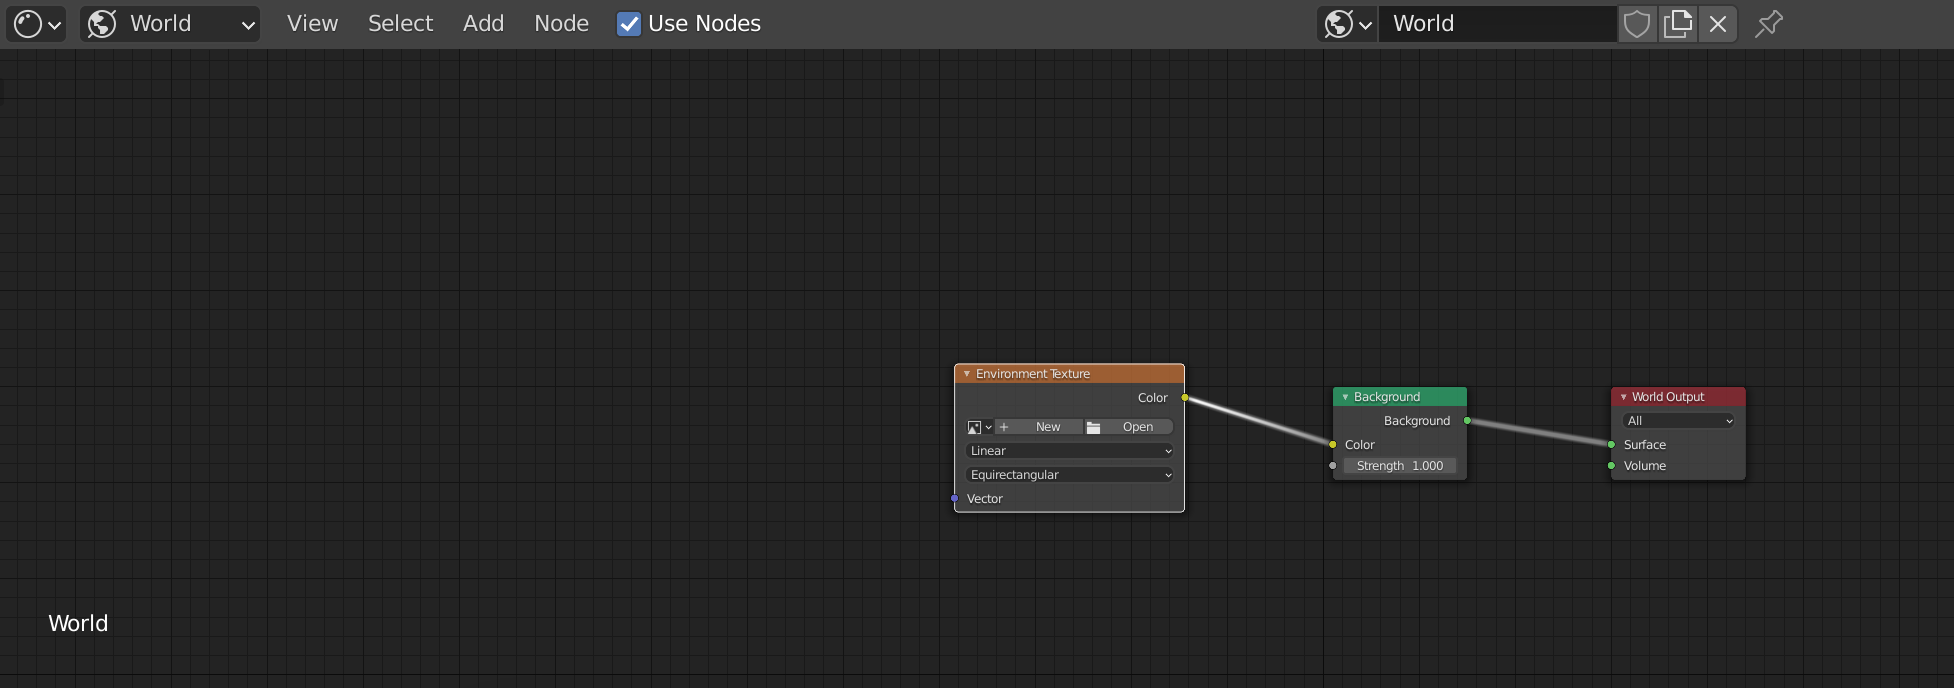 World View Select Add Node Use Nodes World
Environment Texture
Color
New Open
Linear
Equirectangular
Vector
Background
Background
Color
Strength 1.000
World Output
All
Surface
Volume
World